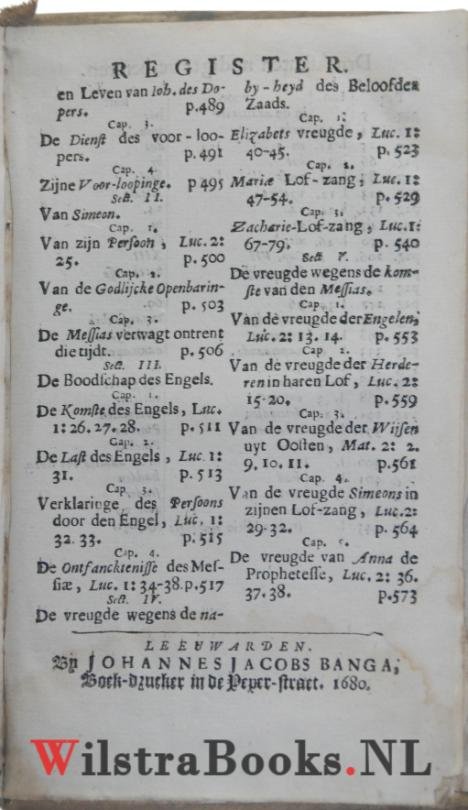 REGISTER.
en Leven van Ioh. des Do-
pers. p.489
Cap. 3.
De Dienst des voor-loo-
pers. p.491
Cap. 4.
Zijne Voor-loopinge. p 495
Sect. II.
Van Simeon.
Cap. 1.
Van zijn Persoon, Luc. 2:
25. p.500
Cap. 2.
Van de Godlijcke Openbarin-
ge. p. 503
Cap. 3.
De Messias verwagt ontrent
die tijdt. p.506
Sect. III.
De Boodschap des Engels.
Cap. 1.
De Komste des Engels, Luc.
1: 26. 27. 28. p.511
Cap. 2.
De Last des Engels, Luc. 1:
31. p.513
Cap. 3.
Verklaringe des Persoons
door den Engel, Luc. 1:
32. 33. p.515
Cap. 4.
De Ontfanckenisse des Mes-
siæ, Luc. 1: 34-38. p.517
Sect. IV.
De vreugde wegens de na-
by-heyd des Beloofden
Zaads.
Cap. 1.
Elizabets vreugde, Luc. 1:
40-45. p. 523
Cap. 2.
Mariæ Lof-zang, Luc. 1:
47-54. p.529
Cap. 3.
Zacharie-Lof-zang, Luc. 1:
67-79. p. 540
Sect. V.
De vreugde wegens de kom-
ste van den Messias.
Cap. 1.
Van de vreugde der Engelen,
Luc. 2: 13. 14. p.553
Cap. 2.
Van de vreugde der Herde-
ren in haren Lof, Luc. 2:
15-20. p.559
Cap. 3.
Van de vreugde der Wijsen
uyt Oosten, Mat. 2: 2.
9. 10. 11. p.561
Cap. 4.
Van de vreugde Simeons in
zijnen Lof-zang, Luc. 2:
29-32. p. 564
Cap. 5.
De vreugde van Anna de
Prophetesse, Luc. 2: 36.
37. 38. p.573
LEEUWARDEN.
By JOHANNES JACOBS BANGA,
Boek-drucker in de Peper-straet. 1680.
WilstraBooks.NL